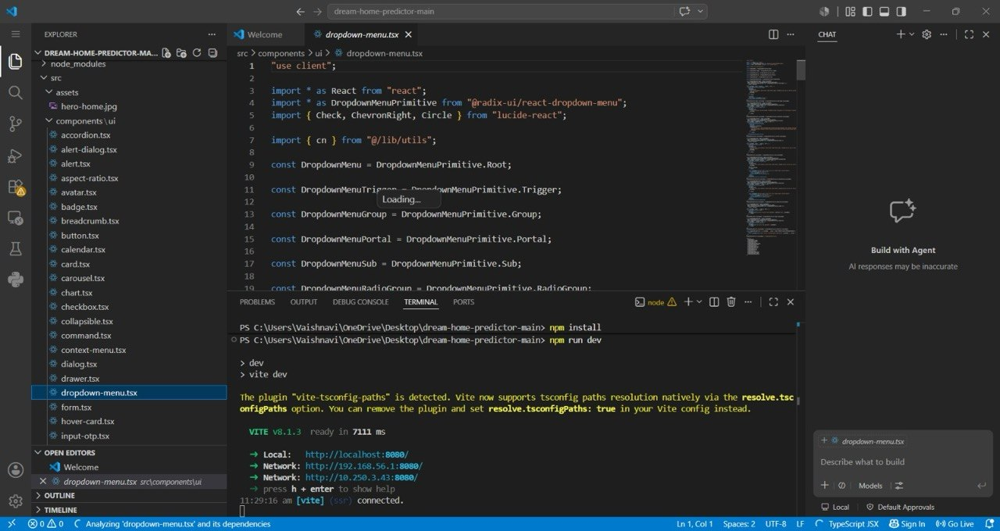 dream-home-predictor-main
EXPLORER
DREAM-HOME-PREDICTOR-MA...
node_modules
src
assets
hero-home.jpg
components\ui
accordion.tsx
alert-dialog.tsx
alert.tsx
aspect-ratio.tsx
avatar.tsx
badge.tsx
breadcrumb.tsx
button.tsx
calendar.tsx
card.tsx
carousel.tsx
chart.tsx
checkbox.tsx
collapsible.tsx
command.tsx
context-menu.tsx
dialog.tsx
drawer.tsx
dropdown-menu.tsx
form.tsx
hover-card.tsx
input-otp.tsx
OPEN EDITORS
Welcome
dropdown-menu.tsx src\components\ui
OUTLINE
TIMELINE
Welcome
dropdown-menu.tsx
src > components > ui > dropdown-menu.tsx
1 "use client";
2
3 import * as React from "react";
4 import * as DropdownMenuPrimitive from "@radix-ui/react-dropdown-menu";
5 import { Check, ChevronRight, Circle } from "lucide-react";
6
7 import { cn } from "@/lib/utils";
8
9 const DropdownMenu = DropdownMenuPrimitive.Root;
10
11 const DropdownMenuTrigger = DropdownMenuPrimitive.Trigger;
12
Loading...
13 const DropdownMenuGroup = DropdownMenuPrimitive.Group;
14
15 const DropdownMenuPortal = DropdownMenuPrimitive.Portal;
16
17 const DropdownMenuSub = DropdownMenuPrimitive.Sub;
18
19 const DropdownMenuRadioGroup = DropdownMenuPrimitive.RadioGroup;
PROBLEMS OUTPUT DEBUG CONSOLE TERMINAL PORTS
node
PS C:\Users\Vaishnavi\OneDrive\Desktop\dream-home-predictor-main> npm install
PS C:\Users\Vaishnavi\OneDrive\Desktop\dream-home-predictor-main> npm run dev
> dev
> vite dev
The plugin "vite-tsconfig-paths" is detected. Vite now supports tsconfig paths resolution natively via the resolve.tsc
onfigPaths option. You can remove the plugin and set resolve.tsconfigPaths: true in your Vite config instead.
VITE v8.1.3 ready in 7111 ms
➜ Local: http://localhost:8080/
➜ Network: http://192.168.56.1:8080/
➜ Network: http://10.250.3.43:8080/
➜ press h + enter to show help
11:29:16 am [vite] (ssr) connected.
CHAT
Build with Agent
AI responses may be inaccurate
dropdown-menu.tsx
Describe what to build
Models
Local Default Approvals
0 0 Analyzing 'dropdown-menu.tsx' and its dependencies
Ln 1, Col 1 Spaces: 2 UTF-8 LF TypeScript JSX Sign In Go Live